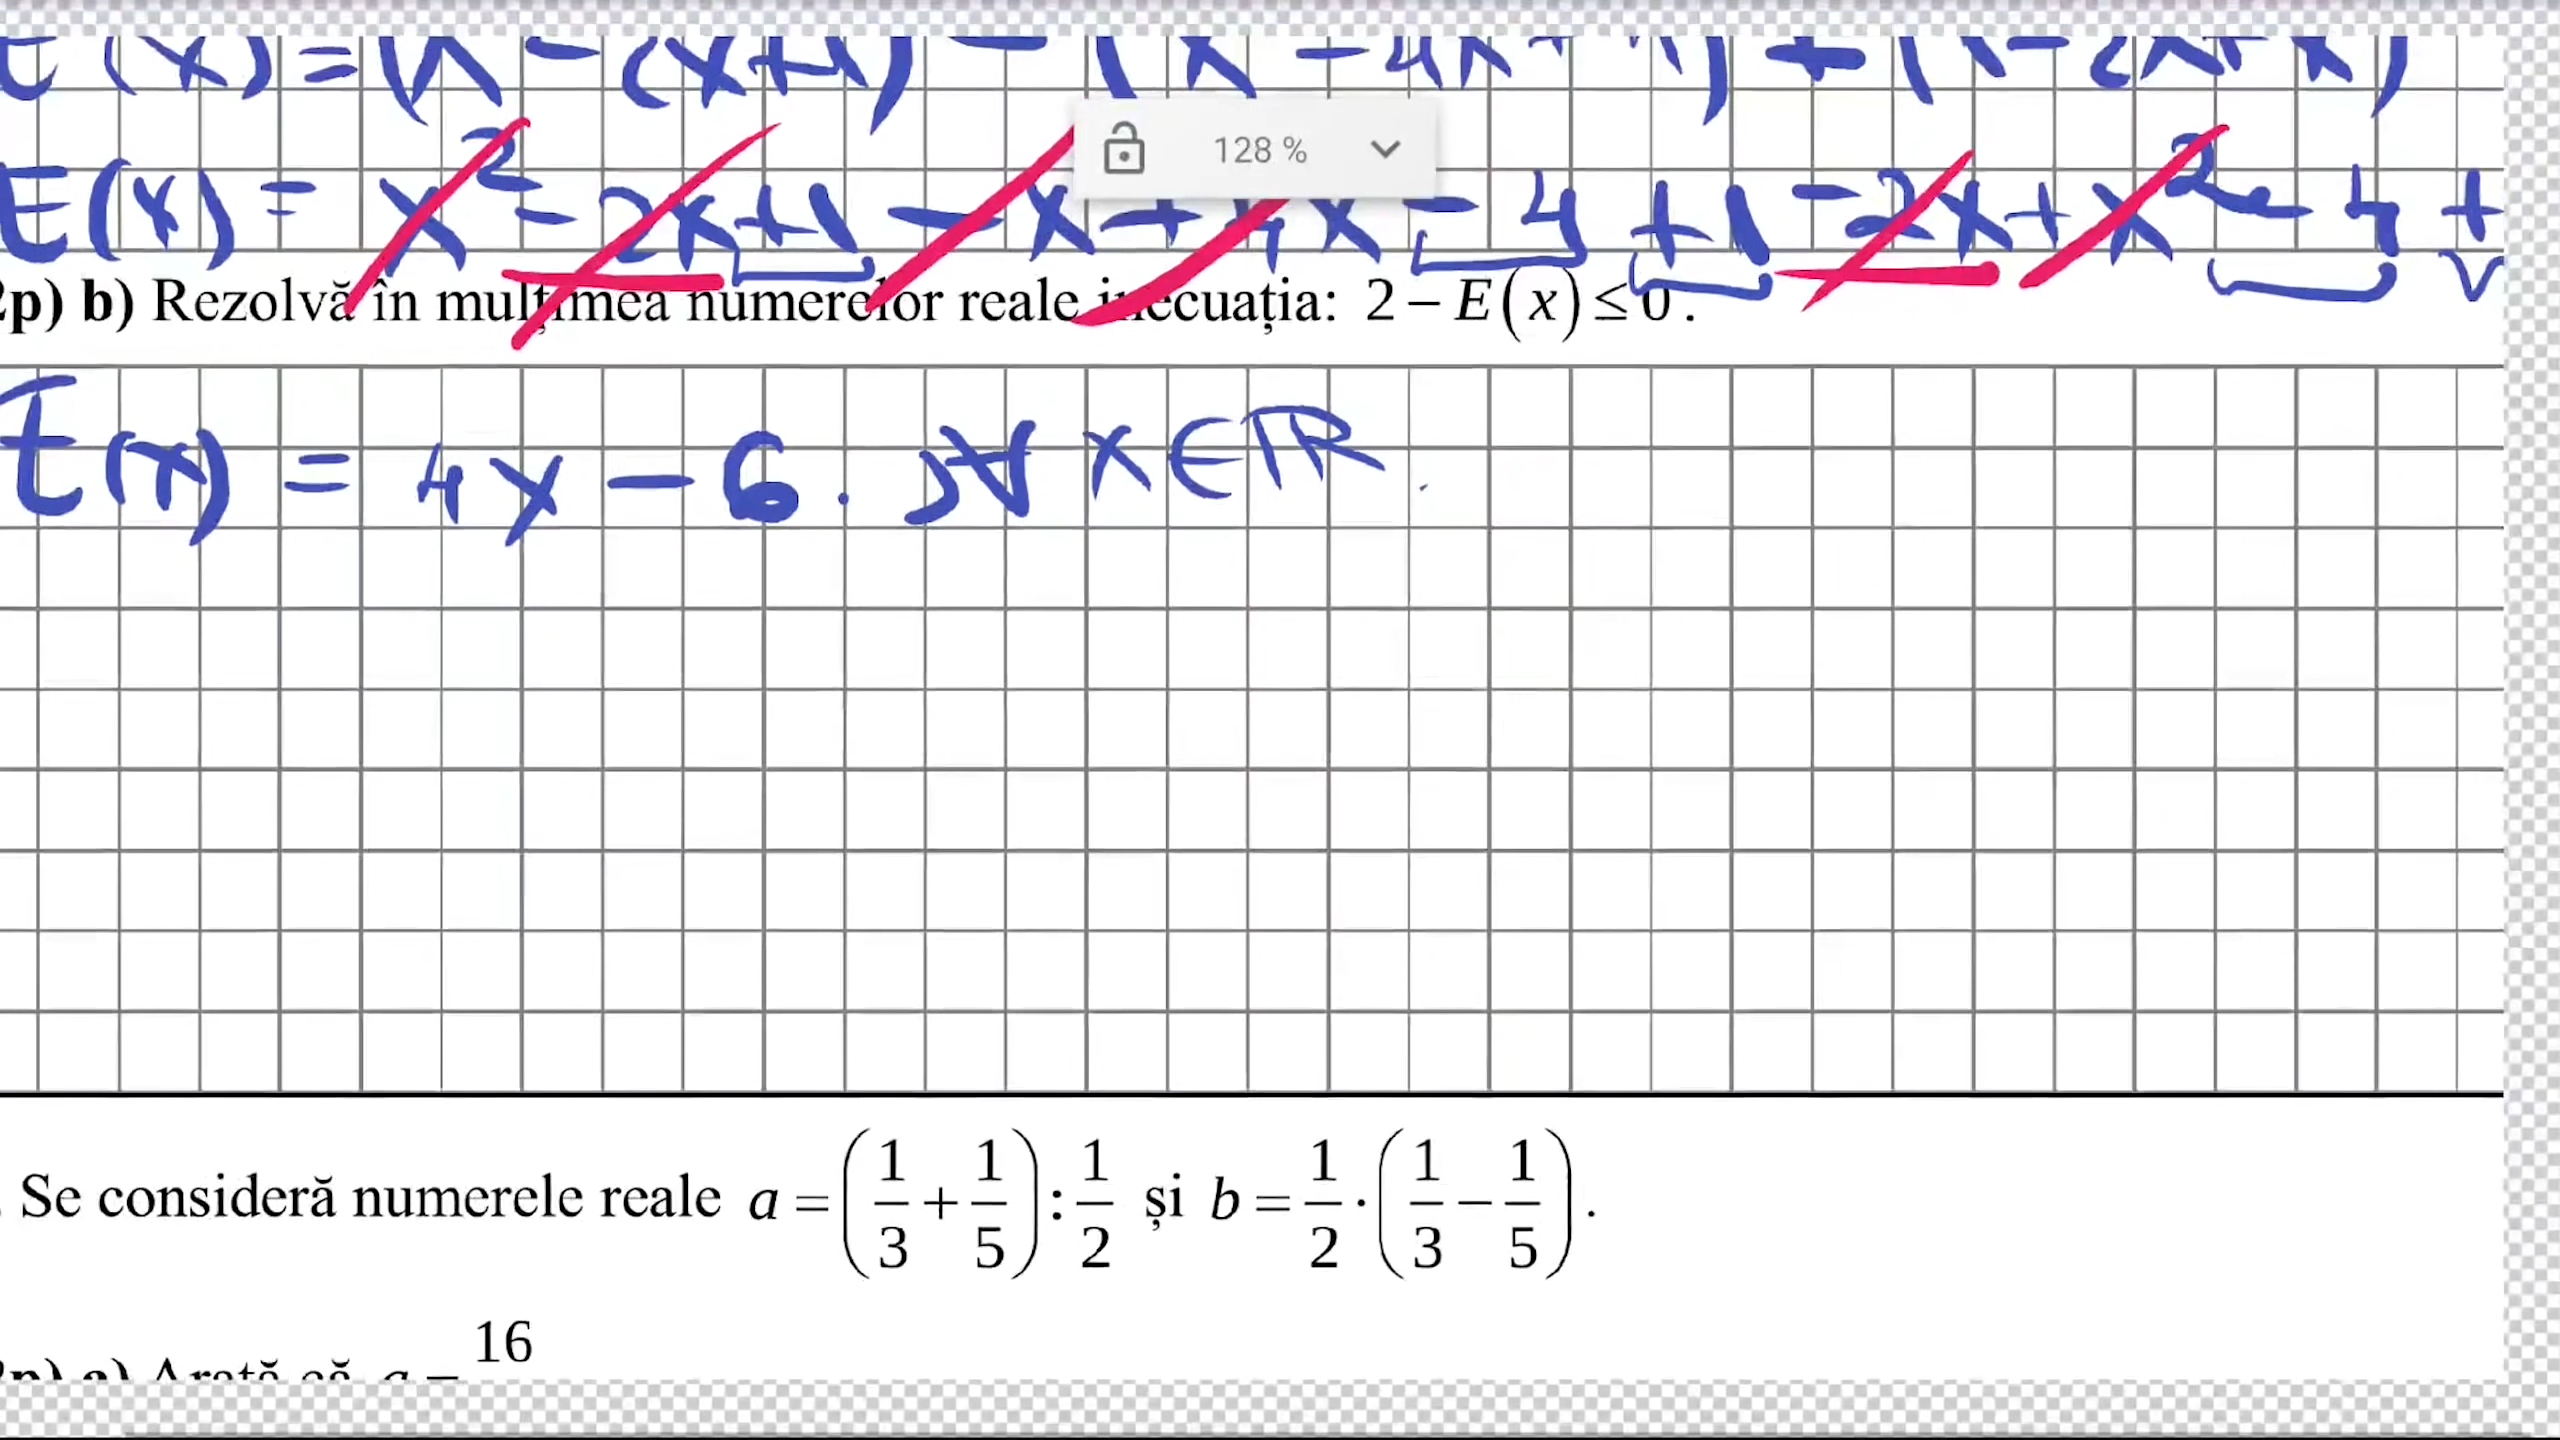 E(x) = x² - 2x + 1 - x + 4x - 4 + 1 - 2x + x² - 4 +
128 %
2p) b) Rezolvă în mulțimea numerelor reale inecuația: 2 − E(x) ≤ 0.
E(x) = 4x - 6. , ∀ x ∈ ℝ.
Se consideră numerele reale a = (1/3 + 1/5) : 1/2 și b = 1/2 · (1/3 − 1/5).
a) Arată că a = 16